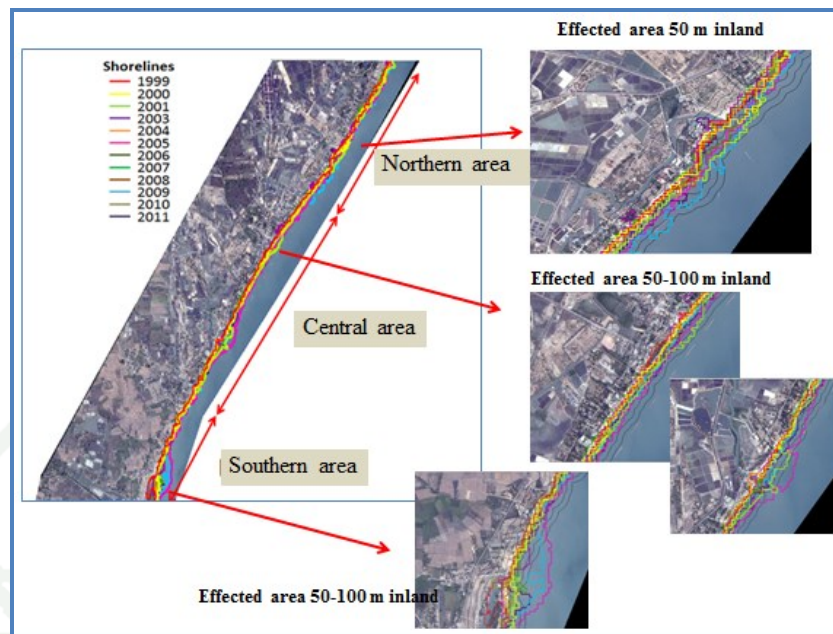 Effected area 50 m inland
Shorelines
1999
2000
2001
2003
2004
2005
2006
2007
2008
2009
2010
2011
Northern area
Effected area 50-100 m inland
Central area
Southern area
Effected area 50-100 m inland